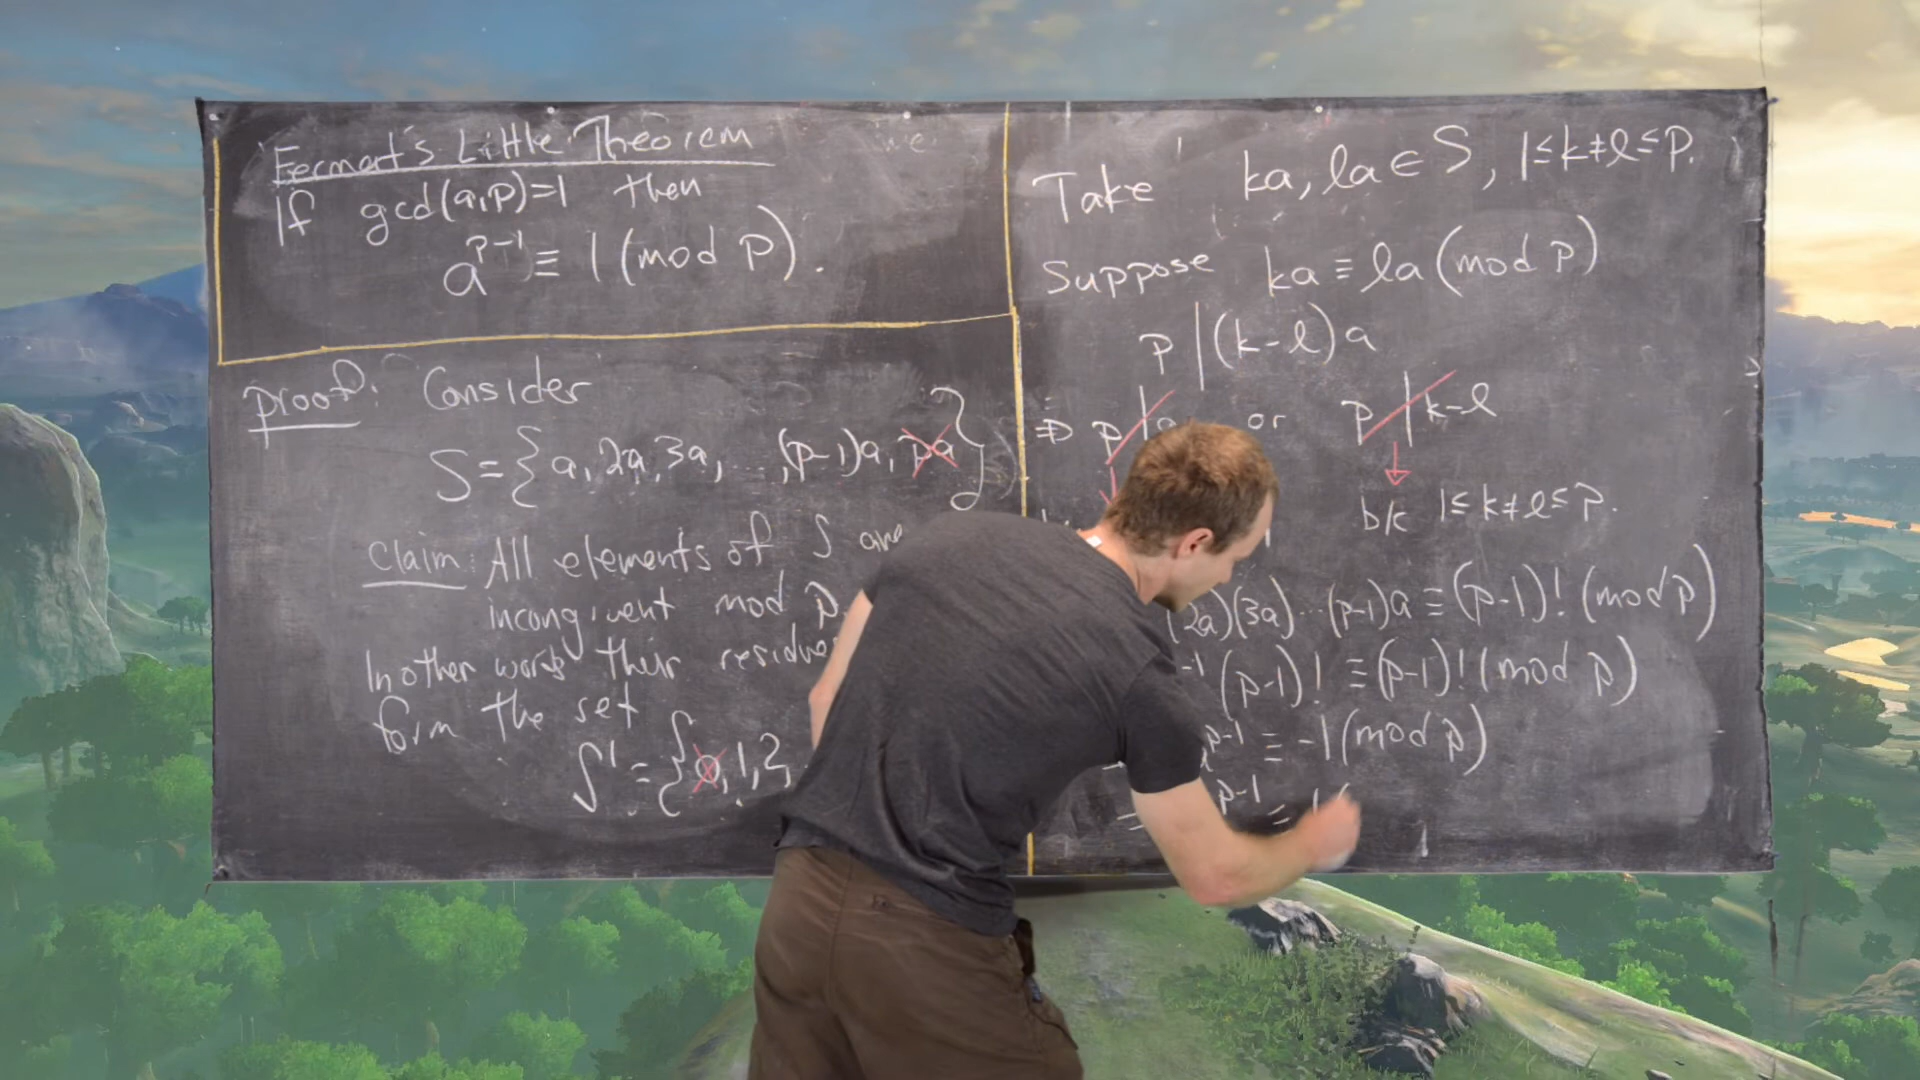 Fermat's Little Theorem
If gcd(a,p)=1 then
a^{p-1} ≡ 1 (mod p).
Proof: Consider
S = {a, 2a, 3a, ..., (p-1)a, pa}
Claim: All elements of S are
incongruent mod p.
In other words their residues
form the set
S' = {0, 1, 2,
Take ka, la ∈ S, 1≤k≠l≤p.
Suppose ka ≡ la (mod p)
p | (k-l)a
⇒ p | a or p | k-l
b/c 1≤k≠l≤p.
(2a)(3a)...(p-1)a ≡ (p-1)! (mod p)
-1 (p-1)! ≡ (p-1)! (mod p)
p-1 ≡ -1 (mod p)
p-1 ≡